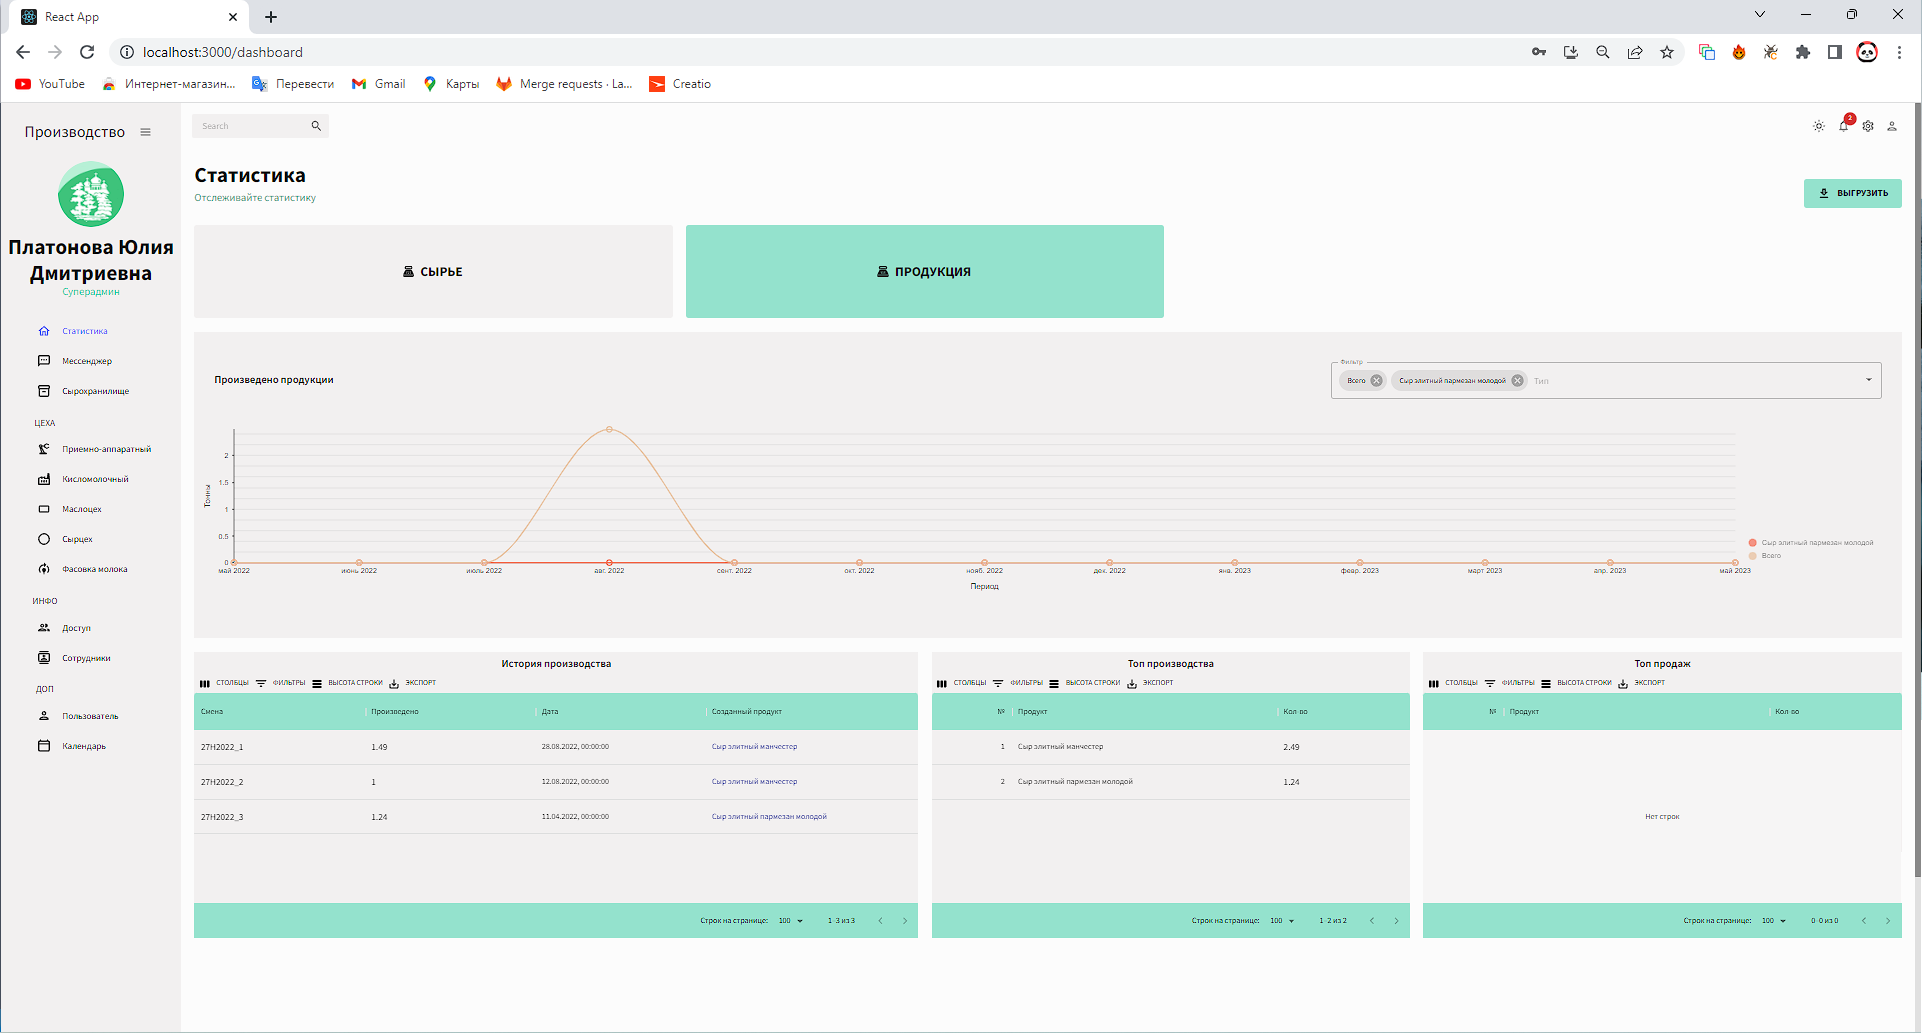 React App
localhost:3000/dashboard
YouTube
Интернет-магазин...
Перевести
Gmail
Карты
Merge requests · La...
Creatio
Производство
Search
2
Платонова Юлия
Дмитриевна
Суперадмин
Статистика
Мессенджер
Сырохранилище
ЦЕХА
Приемно-аппаратный
Кисломолочный
Маслоцех
Сырцех
Фасовка молока
ИНФО
Доступ
Сотрудники
ДОП
Пользователь
Календарь
Статистика
Отслеживайте статистику
ВЫГРУЗИТЬ
СЫРЬЕ
ПРОДУКЦИЯ
Произведено продукции
Фильтр
Всего
Сыр элитный пармезан молодой
Тип
Тонны
2
1.5
1
0.5
0
май 2022
июнь 2022
июль 2022
авг. 2022
сент. 2022
окт. 2022
нояб. 2022
дек. 2022
янв. 2023
февр. 2023
март 2023
апр. 2023
май 2023
Период
Сыр элитный пармезан молодой
Всего
История производства
СТОЛБЦЫ ФИЛЬТРЫ ВЫСОТА СТРОКИ ЭКСПОРТ
Смена Произведено Дата Созданный продукт
27Н2022_1 1.49 28.08.2022, 00:00:00 Сыр элитный манчестер
27Н2022_2 1 12.08.2022, 00:00:00 Сыр элитный манчестер
27Н2022_3 1.24 11.04.2022, 00:00:00 Сыр элитный пармезан молодой
Строк на странице: 100 1–3 из 3
Топ производства
СТОЛБЦЫ ФИЛЬТРЫ ВЫСОТА СТРОКИ ЭКСПОРТ
№ Продукт Кол-во
1 Сыр элитный манчестер 2.49
2 Сыр элитный пармезан молодой 1.24
Строк на странице: 100 1–2 из 2
Топ продаж
СТОЛБЦЫ ФИЛЬТРЫ ВЫСОТА СТРОКИ ЭКСПОРТ
№ Продукт Кол-во
Нет строк
Строк на странице: 100 0–0 из 0